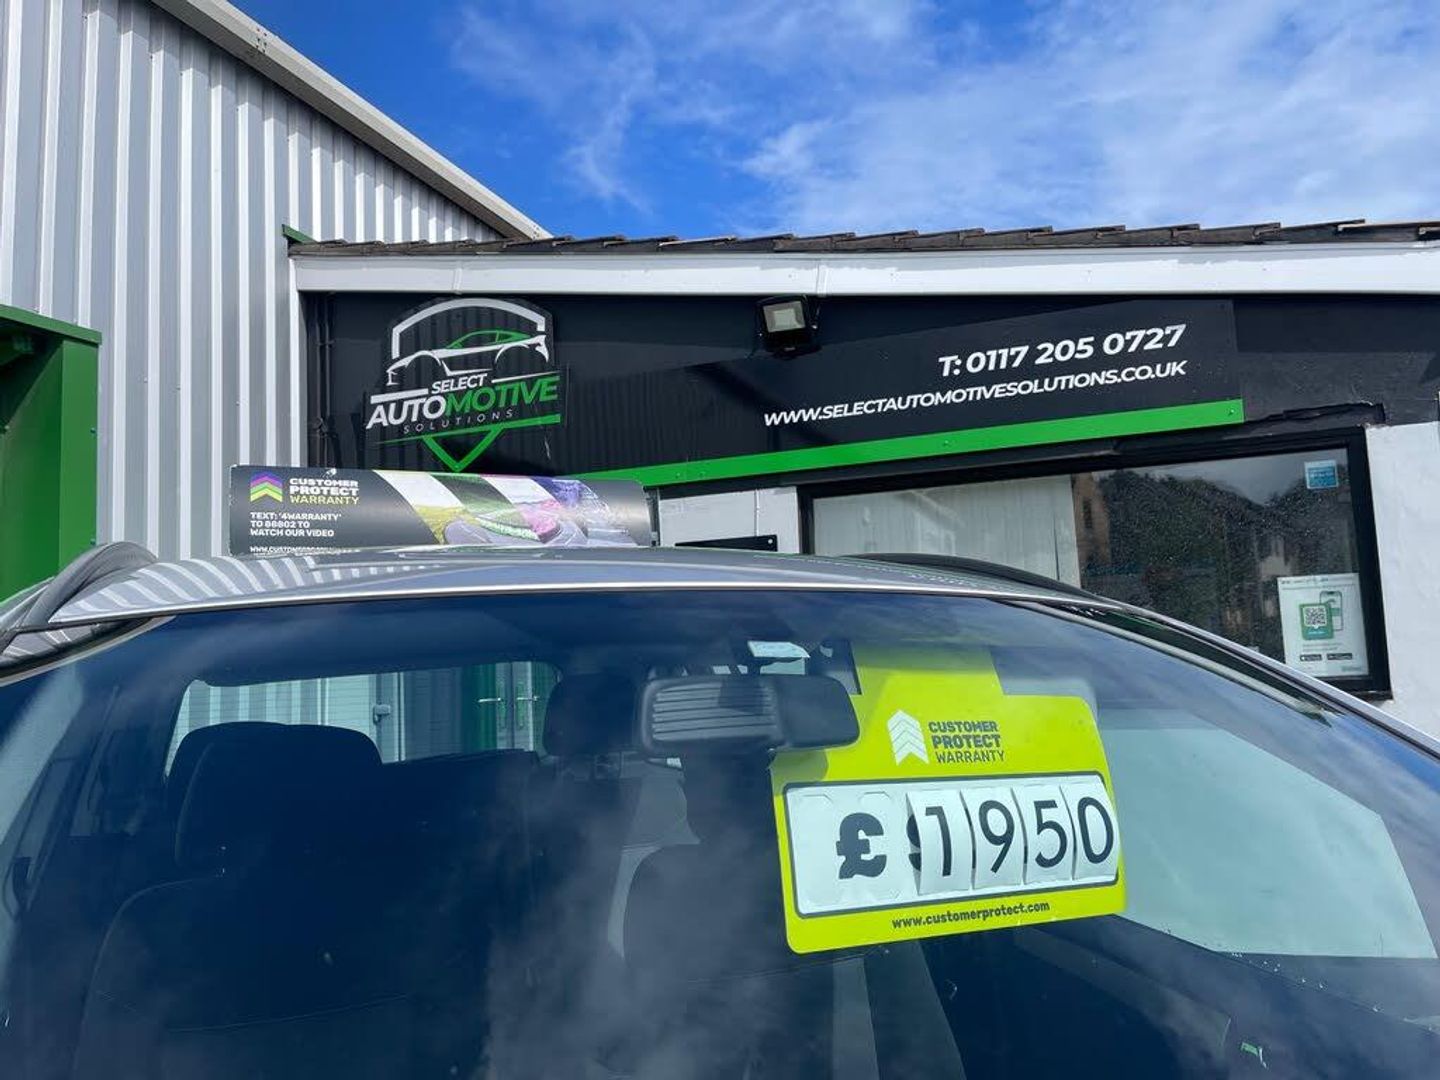 SELECT
AUTOMOTIVE
SOLUTIONS
T: 0117 205 0727
WWW.SELECTAUTOMOTIVESOLUTIONS.CO.UK
CUSTOMER
PROTECT
WARRANTY
TEXT: '4WARRANTY'
TO 88802 TO
WATCH OUR VIDEO
CUSTOMER
PROTECT
WARRANTY
£1950
www.customerprotect.com